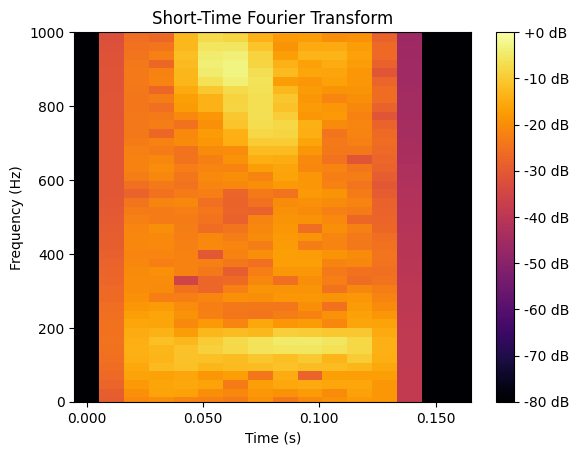 Short-Time Fourier Transform
1000
800
600
400
200
0
Frequency (Hz)
0.000
0.050
0.100
0.150
Time (s)
+0 dB
-10 dB
-20 dB
-30 dB
-40 dB
-50 dB
-60 dB
-70 dB
-80 dB